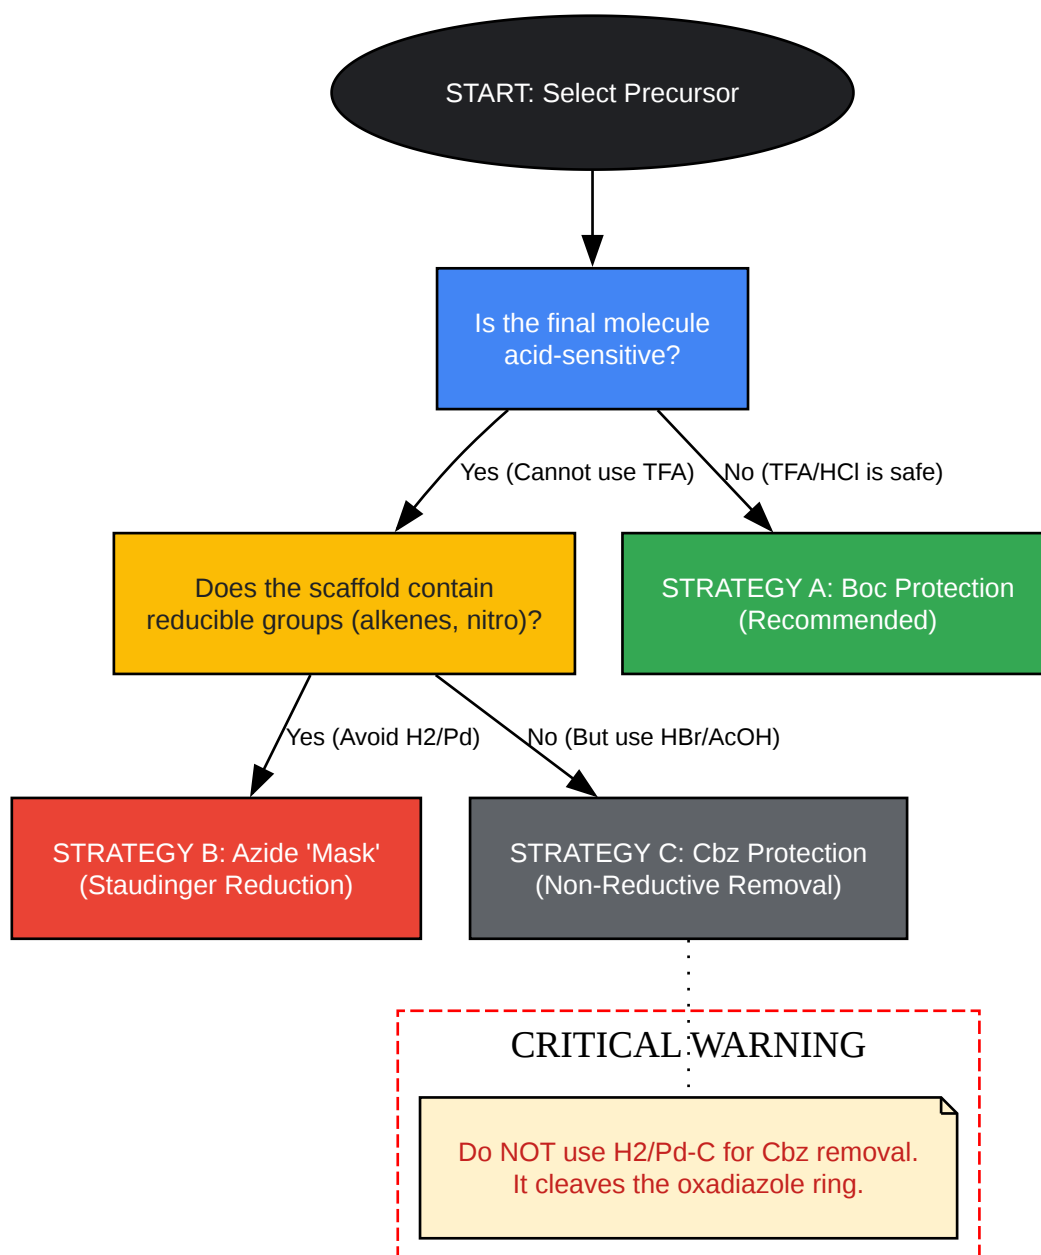 START: Select Precursor
Is the final molecule
acid-sensitive?
Yes (Cannot use TFA)
No (TFA/HCl is safe)
Does the scaffold contain
reducible groups (alkenes, nitro)?
STRATEGY A: Boc Protection
(Recommended)
Yes (Avoid H2/Pd)
No (But use HBr/AcOH)
STRATEGY B: Azide 'Mask'
(Staudinger Reduction)
STRATEGY C: Cbz Protection
(Non-Reductive Removal)
CRITICAL WARNING
Do NOT use H2/Pd-C for Cbz removal.
It cleaves the oxadiazole ring.